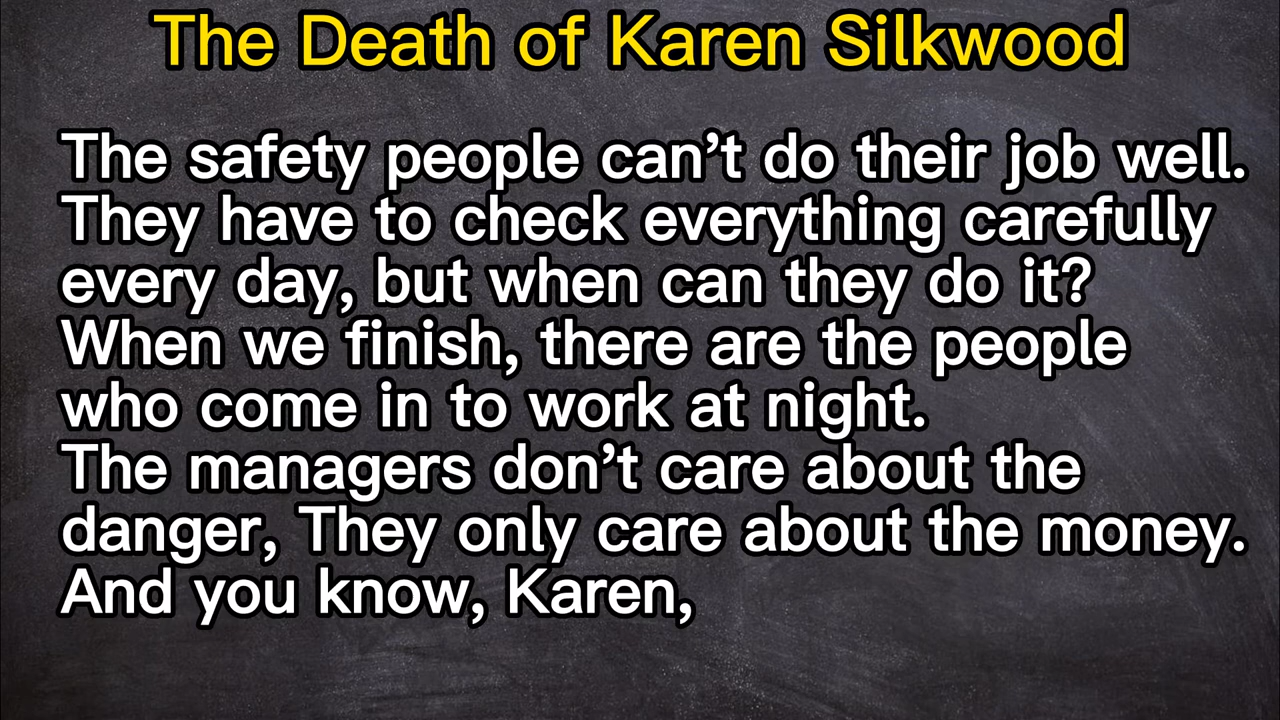 The Death of Karen Silkwood
The safety people can’t do their job well.
They have to check everything carefully
every day, but when can they do it?
When we finish, there are the people
who come in to work at night.
The managers don’t care about the
danger, They only care about the money.
And you know, Karen,